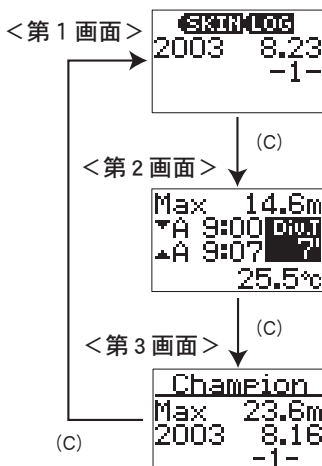 <第1画面>
SKIN LOG
2003 8.23
-1-
(C)
<第2画面>
Max 14.6m
▼A 9:00 Div.T
▲A 9:07 7'
25.5℃
(C)
<第3画面>
Champion
Max 23.6m
2003 8.16
-1-
(C)